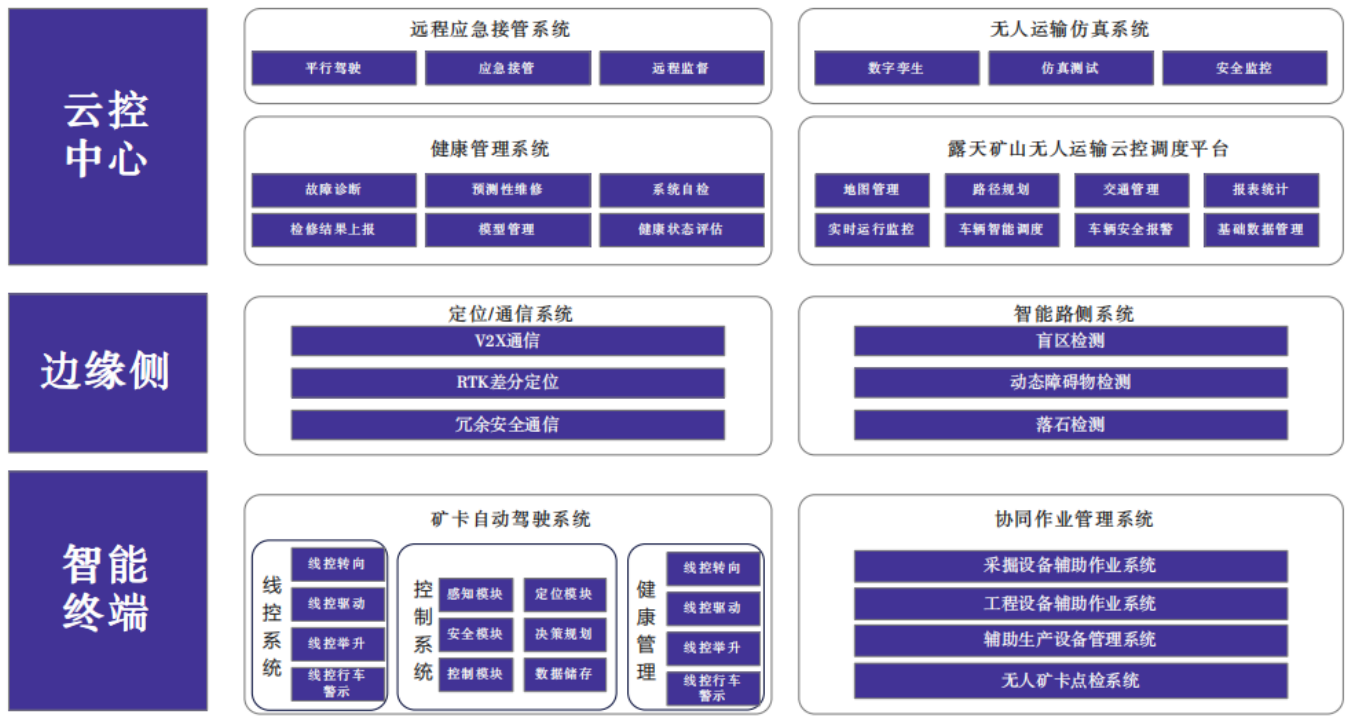 云控
中心
远程应急接管系统
平行驾驶
应急接管
远程监督
无人运输仿真系统
数字孪生
仿真测试
安全监控
健康管理系统
故障诊断
预测性维修
系统自检
检修结果上报
模型管理
健康状态评估
露天矿山无人运输云控调度平台
地图管理
路径规划
交通管理
报表统计
实时运行监控
车辆智能调度
车辆安全报警
基础数据管理
边缘侧
定位/通信系统
V2X通信
RTK差分定位
冗余安全通信
智能路侧系统
盲区检测
动态障碍物检测
落石检测
智能
终端
矿卡自动驾驶系统
线控系统
线控转向
线控驱动
线控举升
线控行车
警示
控制系统
感知模块
定位模块
安全模块
决策规划
控制模块
数据储存
健康管理
线控转向
线控驱动
线控举升
线控行车
警示
协同作业管理系统
采掘设备辅助作业系统
工程设备辅助作业系统
辅助生产设备管理系统
无人矿卡点检系统